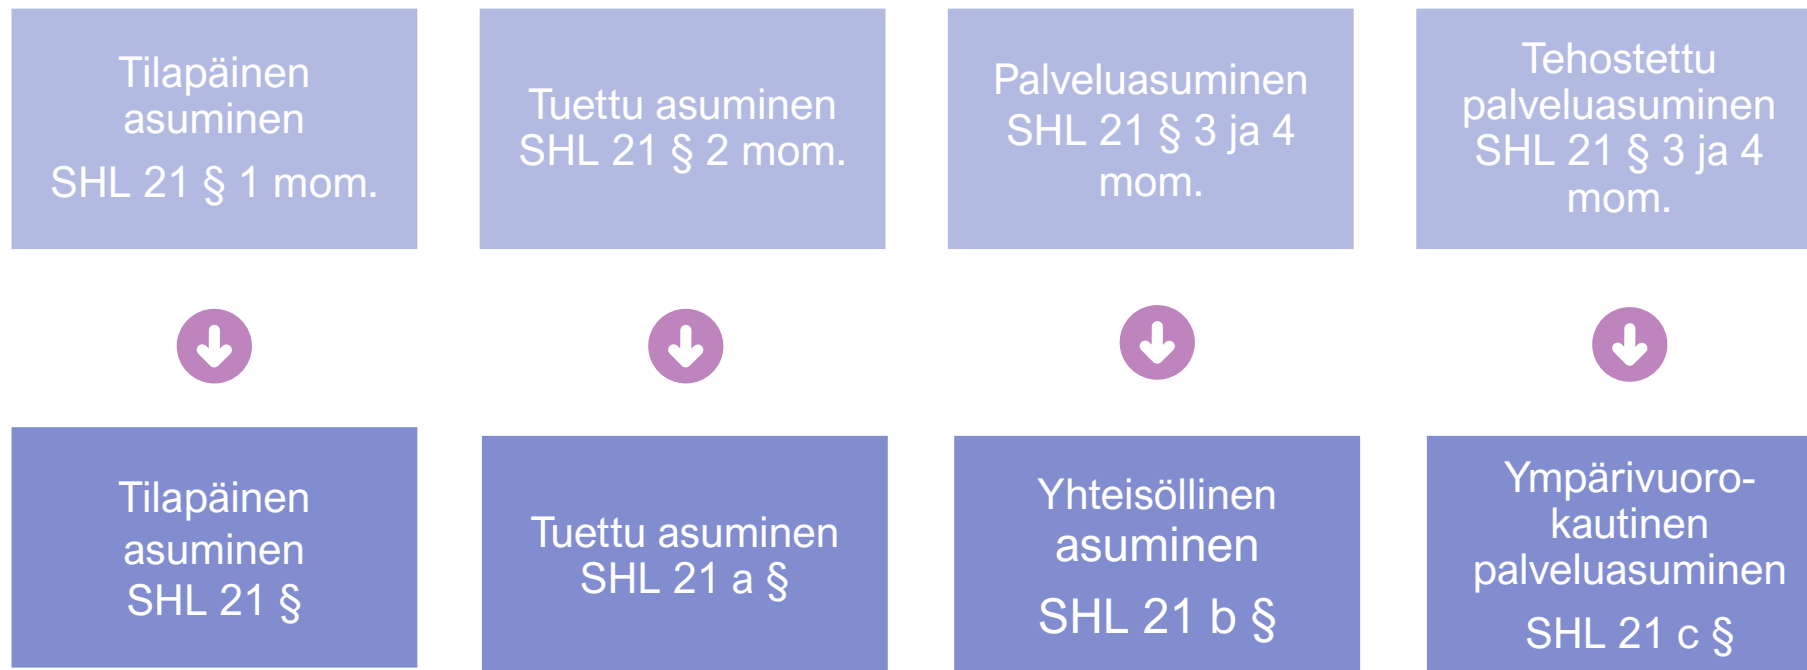 Tilapäinen
asuminen
SHL 21 § 1 mom.
Tuettu asuminen
SHL 21 § 2 mom.
Palveluasuminen
SHL 21 § 3 ja 4
mom.
Tehostettu
palveluasuminen
SHL 21 § 3 ja 4
mom.
Tilapäinen
asuminen
SHL 21 §
Tuettu asuminen
SHL 21 a §
Yhteisöllinen
asuminen
SHL 21 b §
Ympärivuoro-
kautinen
palveluasuminen
SHL 21 c §